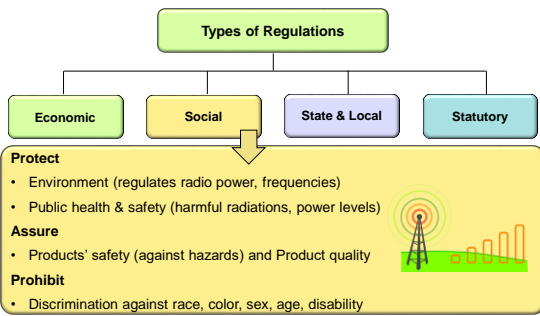 Types of Regulations
Economic
Social
State & Local
Statutory
Protect
• Environment (regulates radio power, frequencies)
• Public health & safety (harmful radiations, power levels)
Assure
• Products’ safety (against hazards) and Product quality
Prohibit
• Discrimination against race, color, sex, age, disability